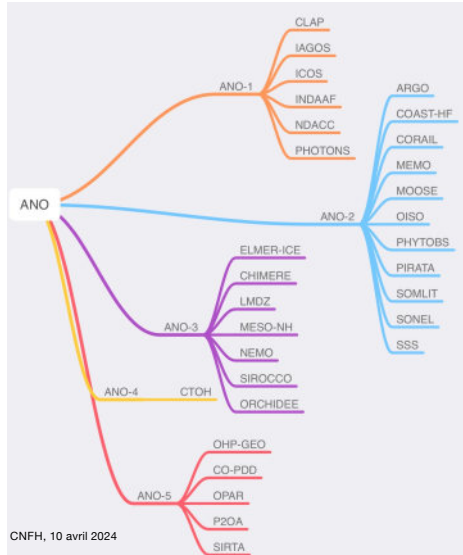 ANO
ANO-1
CLAP
IAGOS
ICOS
INDAAF
NDACC
PHOTONS
ANO-2
ARGO
COAST-HF
CORAIL
MEMO
MOOSE
OISO
PHYTOBS
PIRATA
SOMLIT
SONEL
SSS
ANO-3
ELMER-ICE
CHIMERE
LMDZ
MESO-NH
NEMO
SIROCCO
ORCHIDEE
ANO-4
CTOH
ANO-5
OHP-GEO
CO-PDD
OPAR
P2OA
SIRTA
CNFH, 10 avril 2024